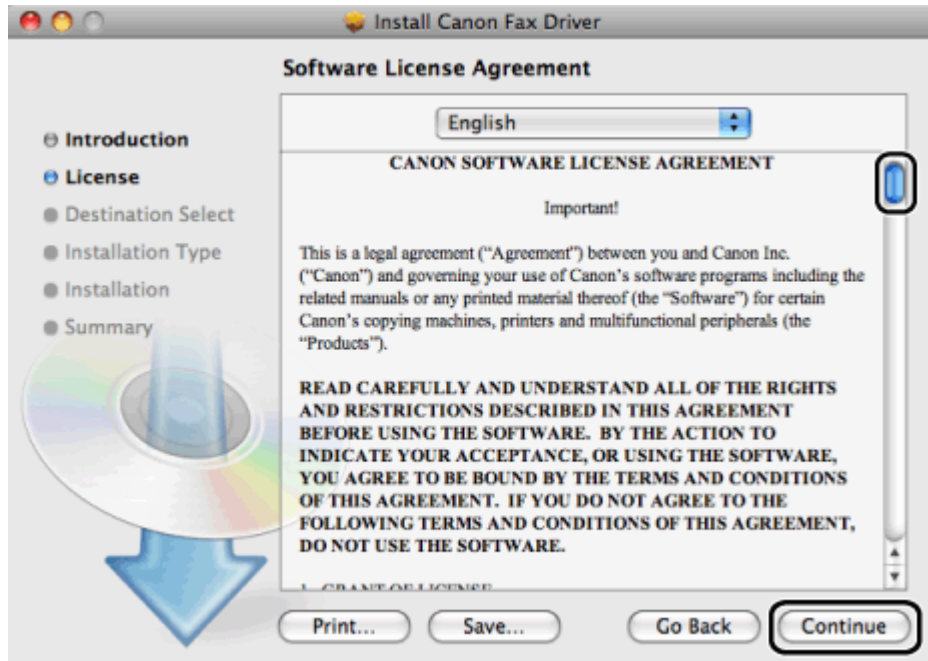 Install Canon Fax Driver
Software License Agreement
Introduction
License
Destination Select
Installation Type
Installation
Summary
English
CANON SOFTWARE LICENSE AGREEMENT
Important!
This is a legal agreement (“Agreement”) between you and Canon Inc.
(“Canon”) and governing your use of Canon’s software programs including the
related manuals or any printed material thereof (the “Software”) for certain
Canon’s copying machines, printers and multifunctional peripherals (the
“Products”).
READ CAREFULLY AND UNDERSTAND ALL OF THE RIGHTS
AND RESTRICTIONS DESCRIBED IN THIS AGREEMENT
BEFORE USING THE SOFTWARE. BY THE ACTION TO
INDICATE YOUR ACCEPTANCE, OR USING THE SOFTWARE,
YOU AGREE TO BE BOUND BY THE TERMS AND CONDITIONS
OF THIS AGREEMENT. IF YOU DO NOT AGREE TO THE
FOLLOWING TERMS AND CONDITIONS OF THIS AGREEMENT,
DO NOT USE THE SOFTWARE.
1. GRANT OF LICENSE
Print...
Save...
Go Back
Continue